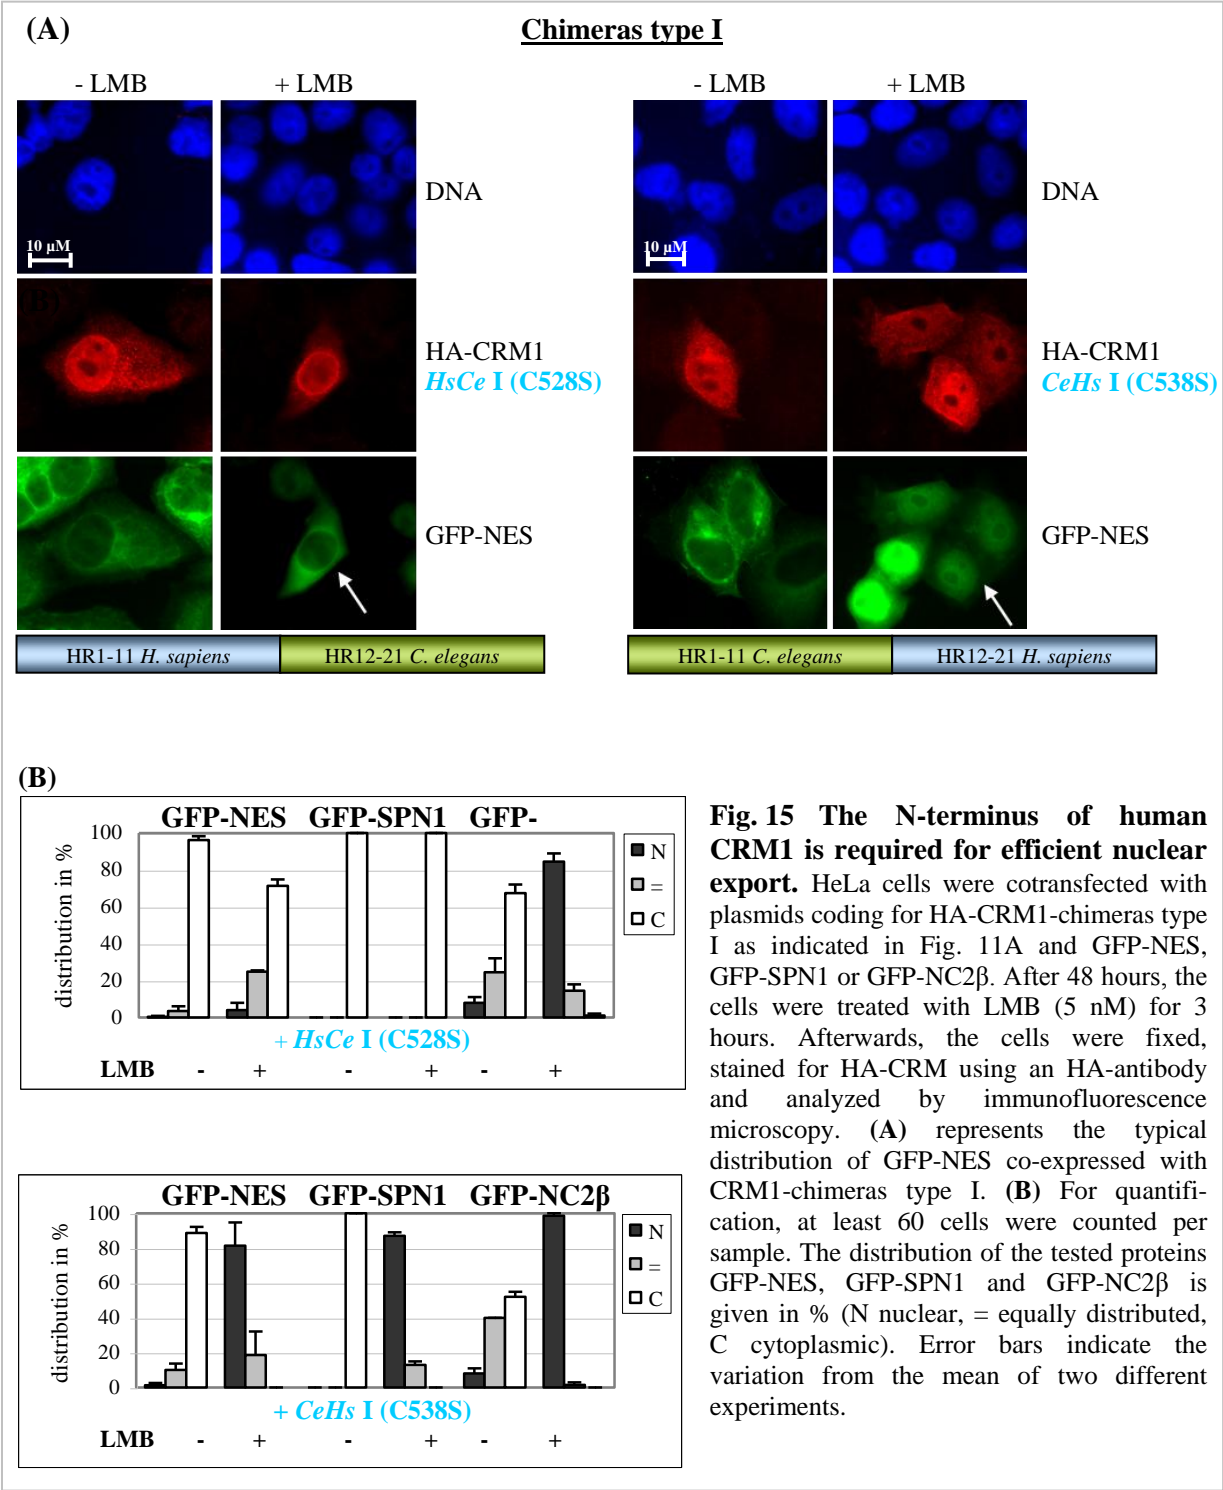 (A)
Chimeras type I
- LMB
+ LMB
- LMB
+ LMB
DNA
DNA
10 µM
10 µM
HA-CRM1
HsCe I (C528S)
HA-CRM1
CeHs I (C538S)
GFP-NES
GFP-NES
HR1-11 H. sapiens
HR12-21 C. elegans
HR1-11 C. elegans
HR12-21 H. sapiens
(B)
GFP-NES GFP-SPN1 GFP-
distribution in %
100
80
60
40
20
0
N
=
C
+ HsCe I (C528S)
LMB - + - + - +
GFP-NES GFP-SPN1 GFP-NC2β
distribution in %
100
80
60
40
20
0
N
=
C
+ CeHs I (C538S)
LMB - + - + - +
Fig. 15 The N-terminus of human
CRM1 is required for efficient nuclear
export. HeLa cells were cotransfected with
plasmids coding for HA-CRM1-chimeras type
I as indicated in Fig. 11A and GFP-NES,
GFP-SPN1 or GFP-NC2β. After 48 hours, the
cells were treated with LMB (5 nM) for 3
hours. Afterwards, the cells were fixed,
stained for HA-CRM using an HA-antibody
and analyzed by immunofluorescence
microscopy. (A) represents the typical
distribution of GFP-NES co-expressed with
CRM1-chimeras type I. (B) For quantifi-
cation, at least 60 cells were counted per
sample. The distribution of the tested proteins
GFP-NES, GFP-SPN1 and GFP-NC2β is
given in % (N nuclear, = equally distributed,
C cytoplasmic). Error bars indicate the
variation from the mean of two different
experiments.